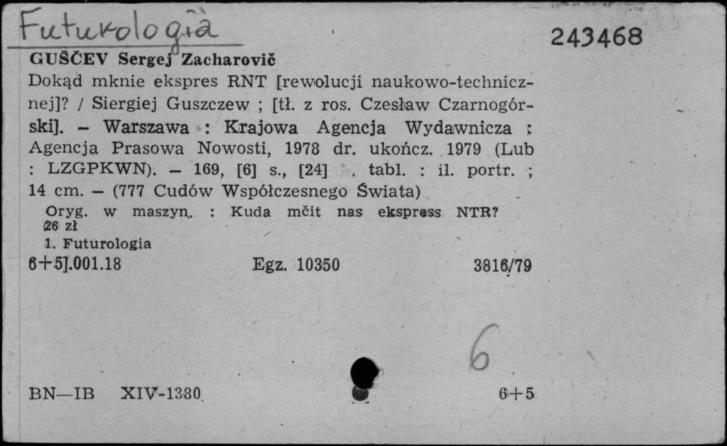 Futurologia
243468
GUŠČEV Sergej Zacharovič
Dokąd mknie ekspres RNT [rewolucji naukowo-technicz-
nej]? / Siergiej Guszczew ; [tł. z ros. Czesław Czarnogór-
ski]. — Warszawa : Krajowa Agencja Wydawnicza :
Agencja Prasowa Nowosti, 1978 dr. ukończ. 1979 (Lub
: LZGPKWN). — 169, [6] s., [24] . tabl. : il. portr. ;
14 cm. — (777 Cudów Współczesnego Świata)
Oryg. w maszyn. : Kuda mčit nas ekspress NTR?
26 zł
1. Futurologia
6+5].001.18 Egz. 10350 3816/79
6
BN—IB XIV-1380 6+5